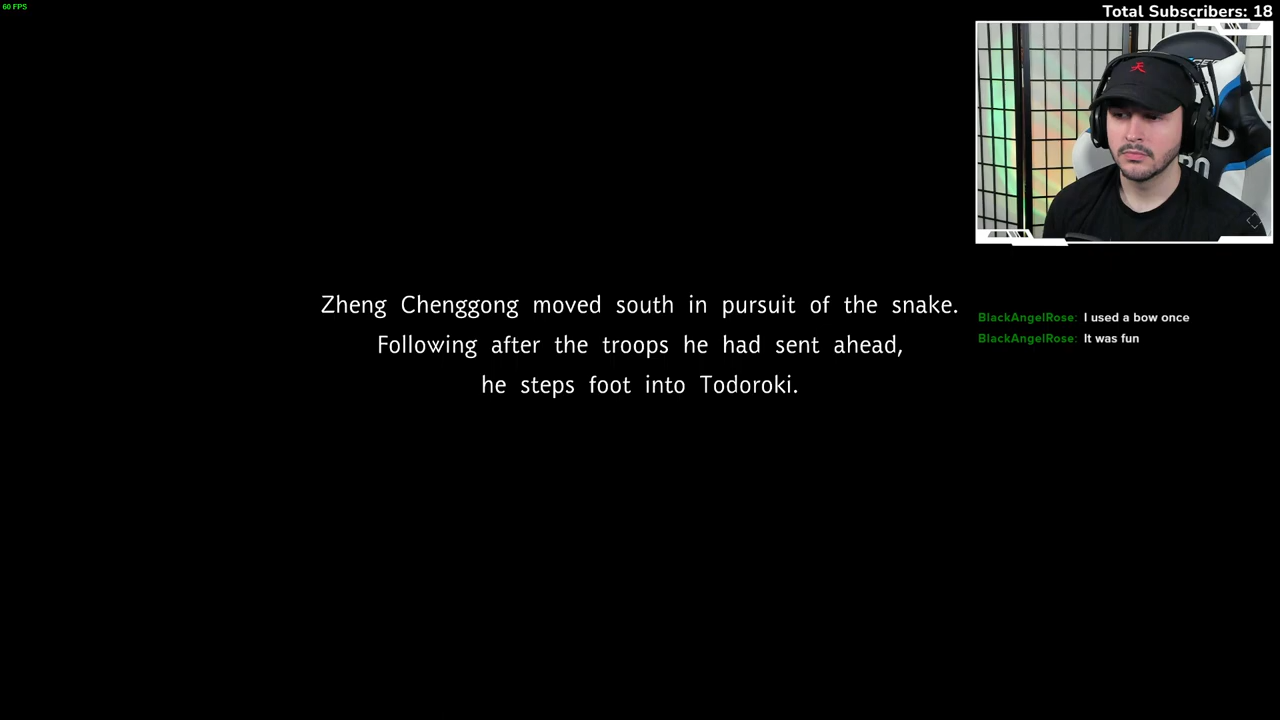 60 FPS
Total Subscribers: 18
Zheng Chenggong moved south in pursuit of the snake.
Following after the troops he had sent ahead,
he steps foot into Todoroki.
BlackAngelRose: I used a bow once
BlackAngelRose: It was fun